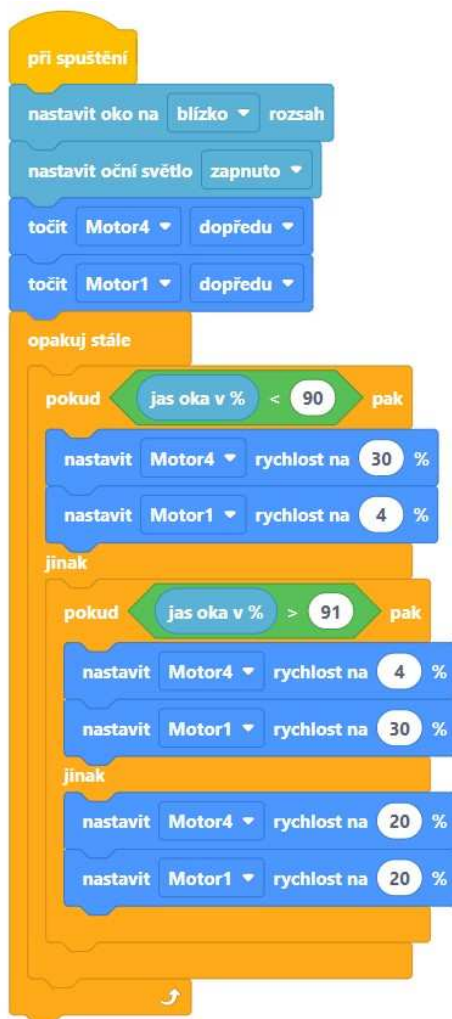 při spuštění
nastavit oko na blízko rozsah
nastavit oční světlo zapnuto
točit Motor4 dopředu
točit Motor1 dopředu
opakuj stále
pokud jas oka v % < 90 pak
nastavit Motor4 rychlost na 30 %
nastavit Motor1 rychlost na 4 %
jinak
pokud jas oka v % > 91 pak
nastavit Motor4 rychlost na 4 %
nastavit Motor1 rychlost na 30 %
jinak
nastavit Motor4 rychlost na 20 %
nastavit Motor1 rychlost na 20 %